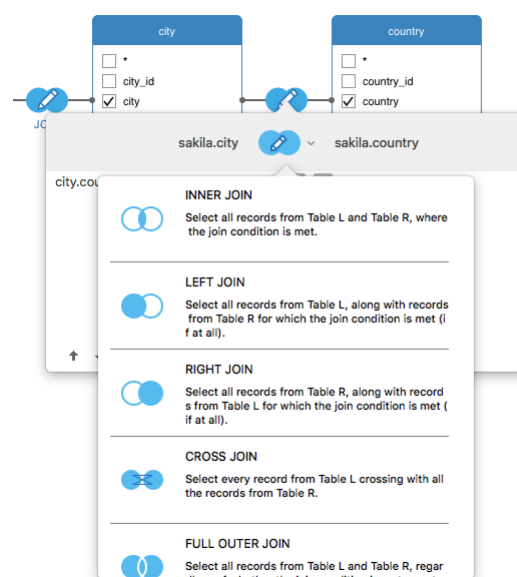 city
country
*
*
city_id
country_id
city
country
JO
sakila.city
sakila.country
city.cou
INNER JOIN
Select all records from Table L and Table R, where
the join condition is met.
LEFT JOIN
Select all records from Table L, along with records
from Table R for which the join condition is met (i
f at all).
RIGHT JOIN
Select all records from Table R, along with record
s from Table L for which the join condition is met (
if at all).
CROSS JOIN
Select every record from Table L crossing with all
the records from Table R.
FULL OUTER JOIN
Select all records from Table L and Table R, regar